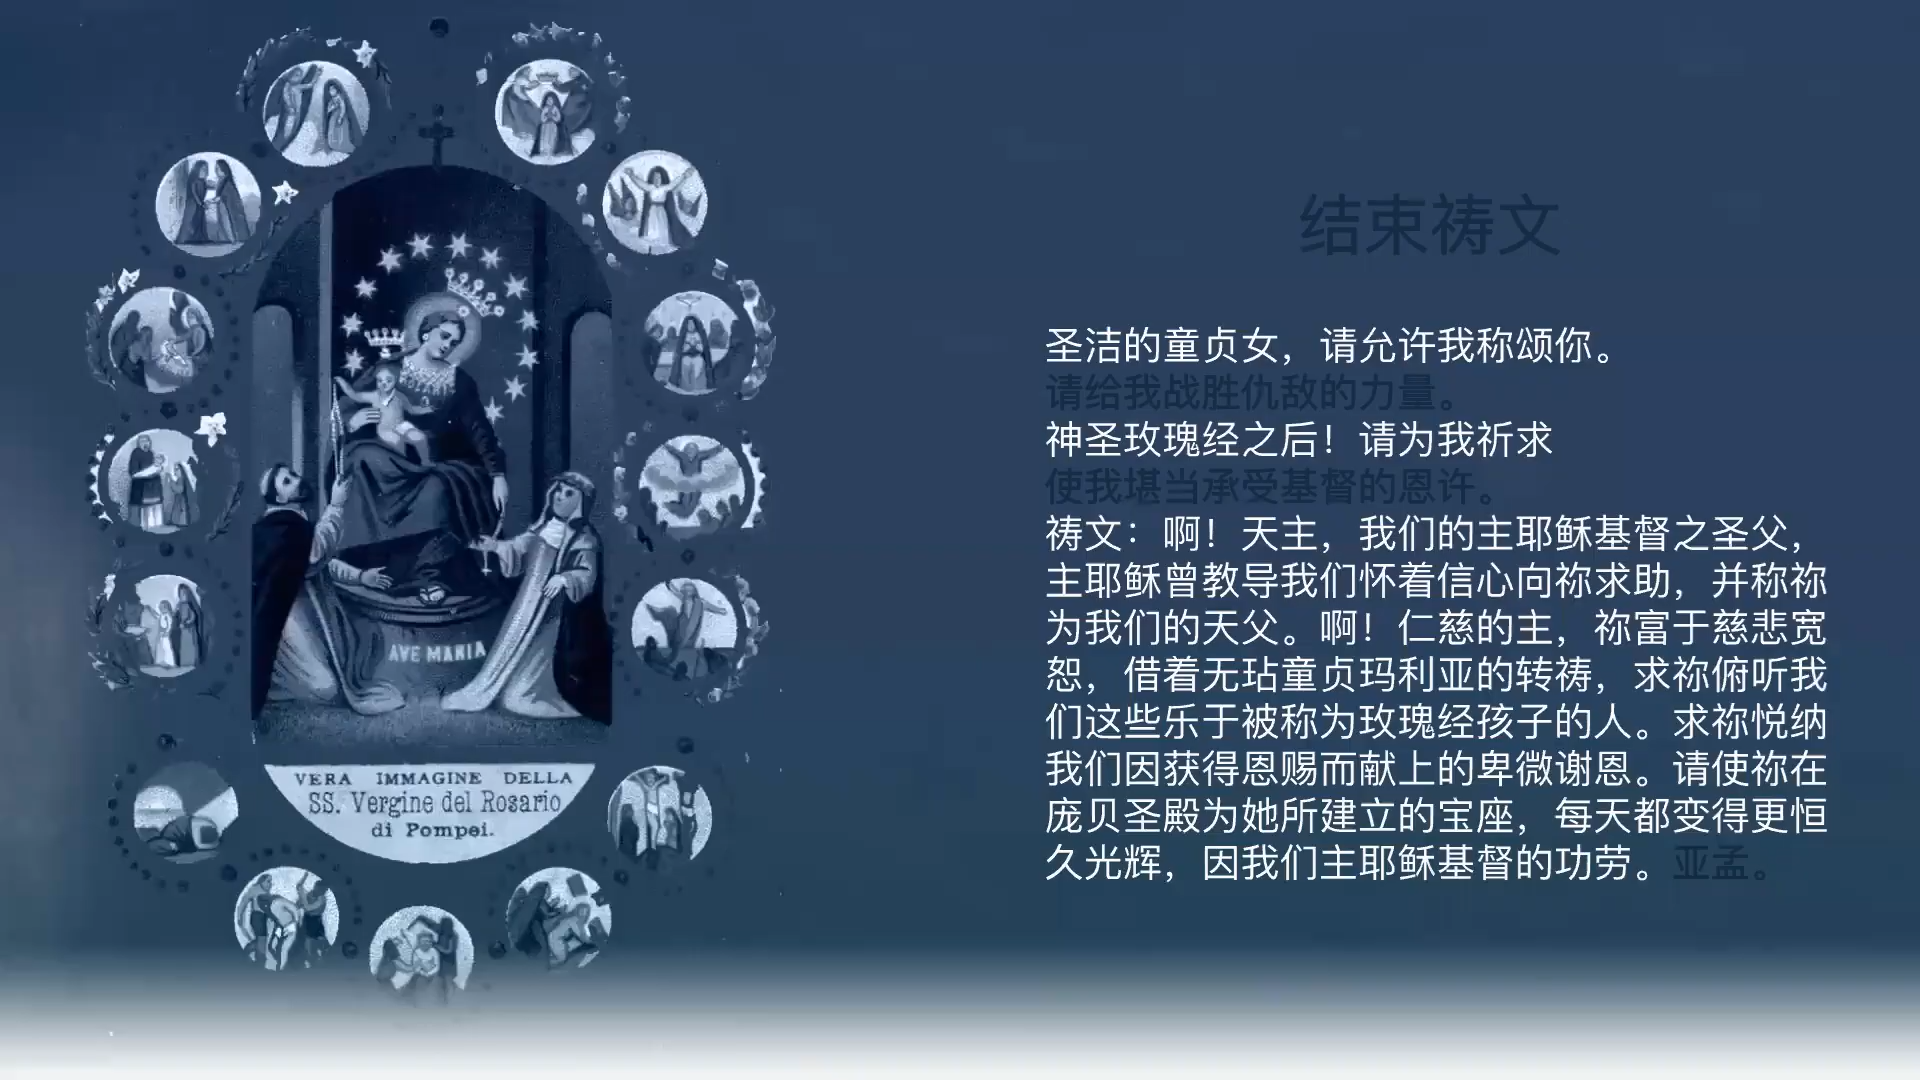 AVE MARIA
VERA IMMAGINE DELLA
SS. Vergine del Rosario
di Pompei.
结束祷文
圣洁的童贞女，请允许我称颂你。
请给我战胜仇敌的力量。
神圣玫瑰经之后！请为我祈求
使我堪当承受基督的恩许。
祷文：啊！天主，我们的主耶稣基督之圣父，
主耶稣曾教导我们怀着信心向祢求助，并称祢
为我们的天父。啊！仁慈的主，祢富于慈悲宽
恕，借着无玷童贞玛利亚的转祷，求祢俯听我
们这些乐于被称为玫瑰经孩子的人。求祢悦纳
我们因获得恩赐而献上的卑微谢恩。请使祢在
庞贝圣殿为她所建立的宝座，每天都变得更恒
久光辉，因我们主耶稣基督的功劳。亚孟。